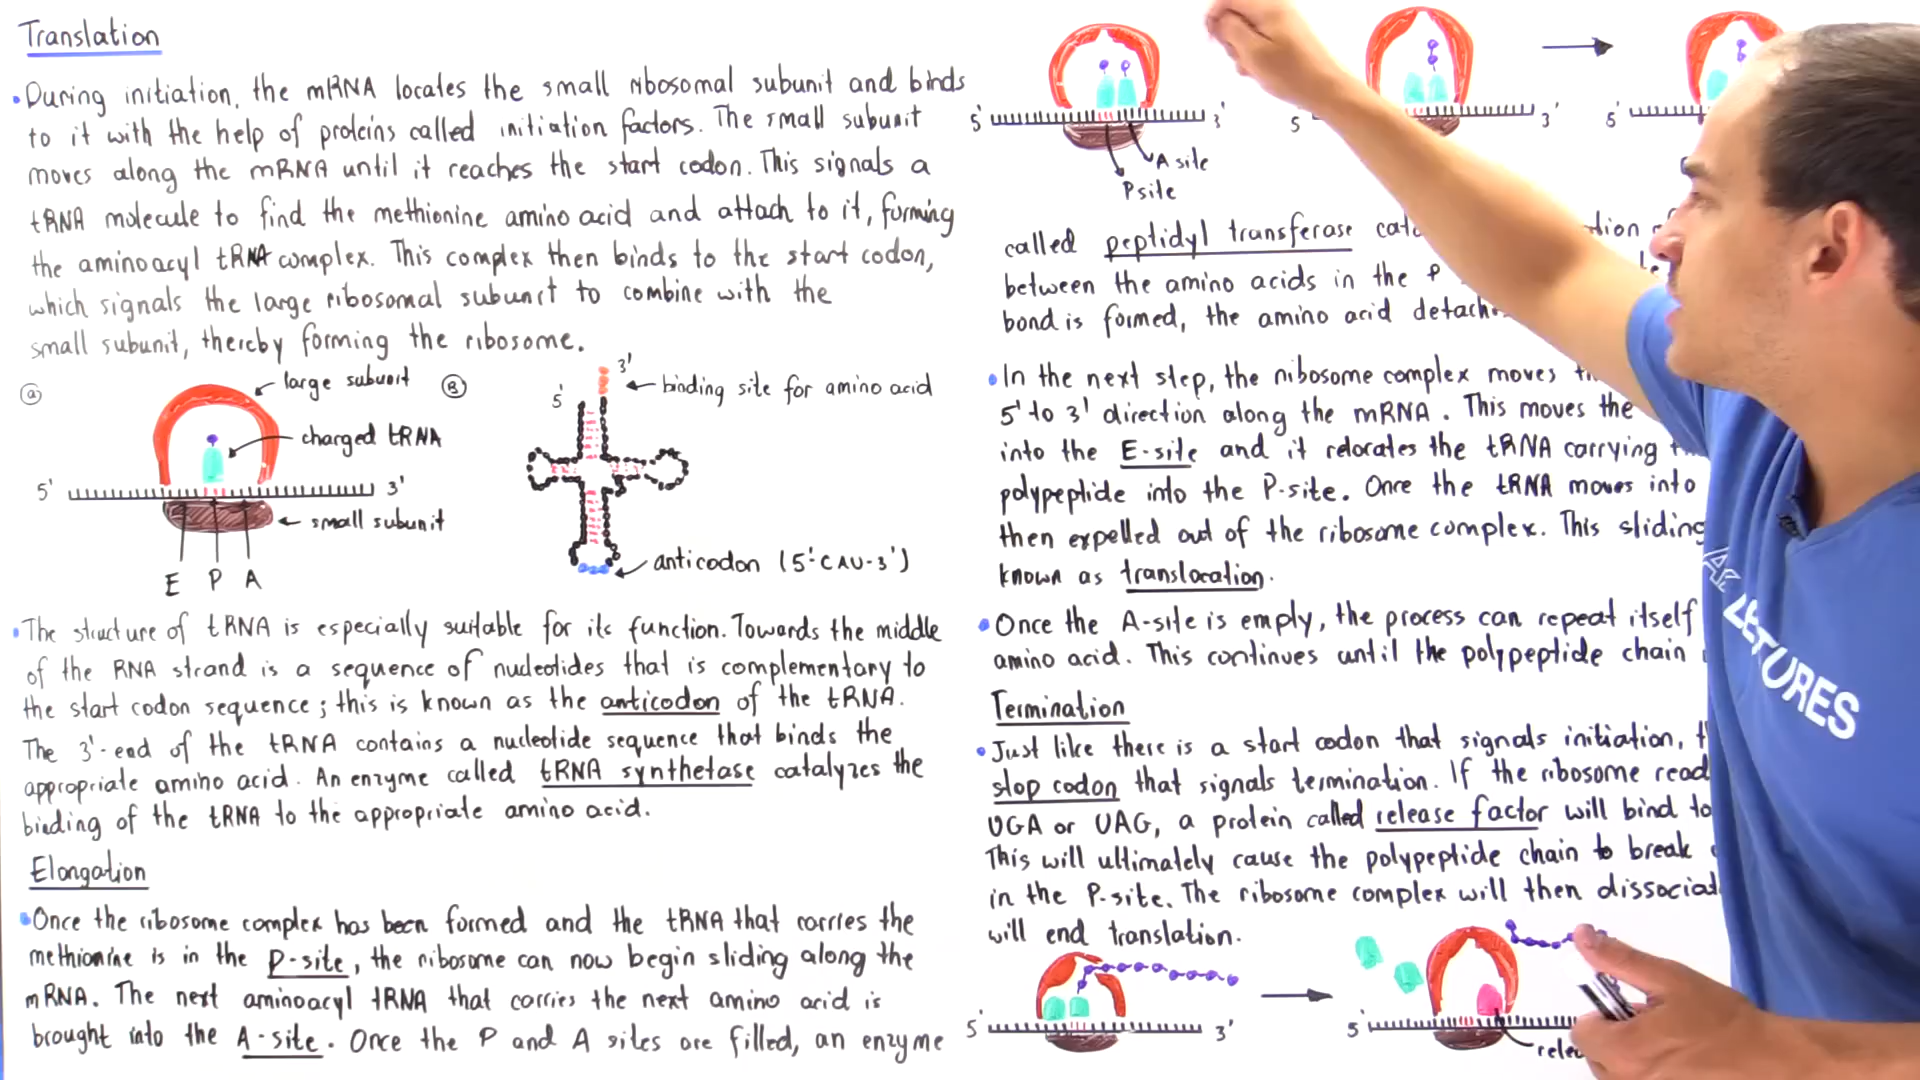 Translation
• During initiation, the mRNA locates the small ribosomal subunit and binds
to it with the help of proteins called initiation factors. The small subunit
moves along the mRNA until it reaches the start codon. This signals a
tRNA molecule to find the methionine amino acid and attach to it, forming
the aminoacyl tRNA complex. This complex then binds to the start codon,
which signals the large ribosomal subunit to combine with the
small subunit, thereby forming the ribosome.
a
large subunit
charged tRNA
5' 3'
small subunit
E P A
B
3'
5'
binding site for amino acid
anticodon (5'-CAU-3')
• The structure of tRNA is especially suitable for its function. Towards the middle
of the RNA strand is a sequence of nucleotides that is complementary to
the start codon sequence; this is known as the anticodon of the tRNA.
The 3'-end of the tRNA contains a nucleotide sequence that binds the
appropriate amino acid. An enzyme called tRNA synthetase catalyzes the
binding of the tRNA to the appropriate amino acid.
Elongation
• Once the ribosome complex has been formed and the tRNA that carries the
methionine is in the P-site, the ribosome can now begin sliding along the
mRNA. The next aminoacyl tRNA that carries the next amino acid is
brought into the A-site. Once the P and A sites are filled, an enzyme
5' 3' 5 3' 5'
A site
P site
called peptidyl transferase
between the amino acids in the P
bond is formed, the amino acid
• In the next step, the ribosome complex moves
5' to 3' direction along the mRNA. This moves the
into the E-site and it relocates the tRNA carrying
polypeptide into the P-site. Once the tRNA moves into
then expelled out of the ribosome complex. This sliding
known as translocation.
• Once the A-site is empty, the process can repeat itself
amino acid. This continues until the polypeptide chain
Termination
• Just like there is a start codon that signals initiation,
stop codon that signals termination. If the ribosome
UGA or UAG, a protein called release factor will bind to
This will ultimately cause the polypeptide chain to break
in the P-site. The ribosome complex will then
will end translation.
5' 3' 5'
AK LECTURES